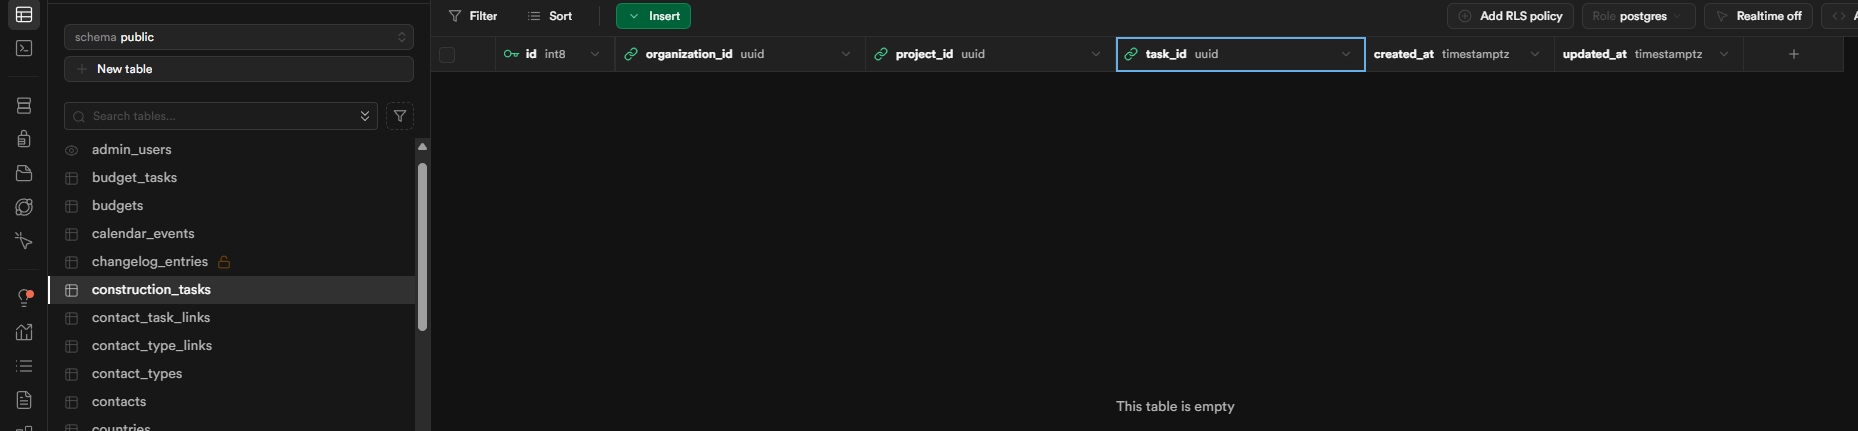 schema public
New table
Search tables...
admin_users
budget_tasks
budgets
calendar_events
changelog_entries
construction_tasks
contact_task_links
contact_type_links
contact_types
contacts
countries
Filter Sort Insert Add RLS policy Role postgres Realtime off A
id int8 organization_id uuid project_id uuid task_id uuid created_at timestamptz updated_at timestamptz
This table is empty